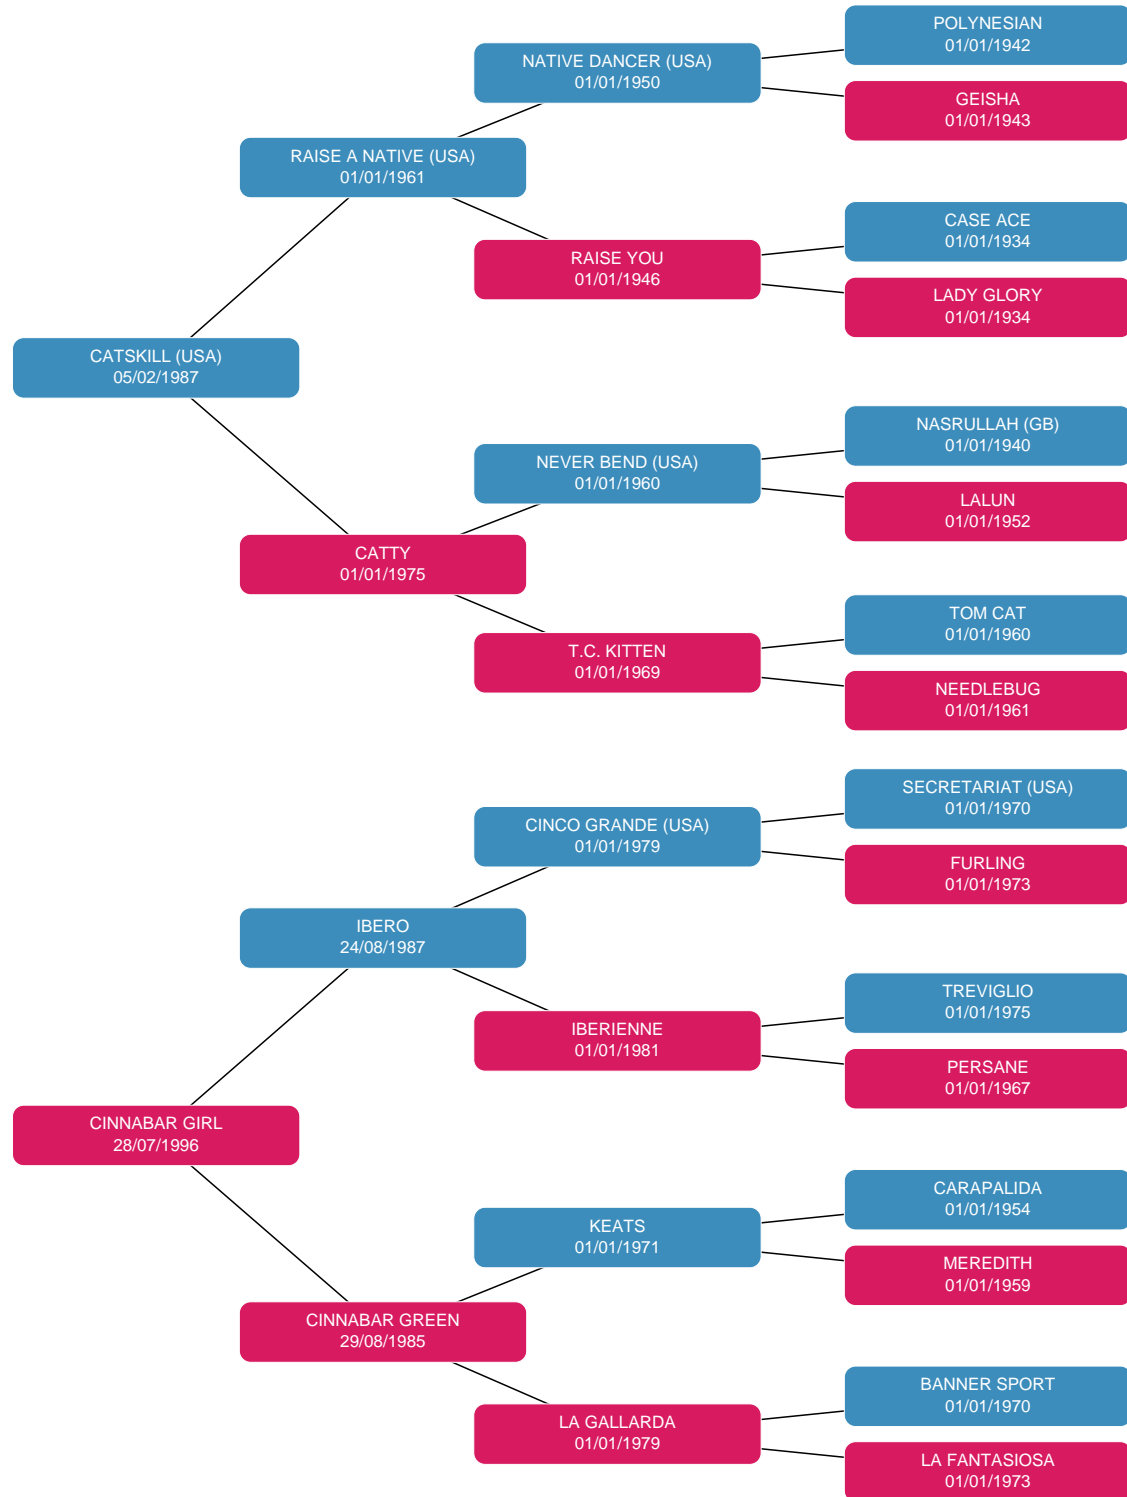 POLYNESIAN
01/01/1942
NATIVE DANCER (USA)
01/01/1950
GEISHA
01/01/1943
RAISE A NATIVE (USA)
01/01/1961
CASE ACE
01/01/1934
RAISE YOU
01/01/1946
LADY GLORY
01/01/1934
CATSKILL (USA)
05/02/1987
NASRULLAH (GB)
01/01/1940
NEVER BEND (USA)
01/01/1960
LALUN
01/01/1952
CATTY
01/01/1975
TOM CAT
01/01/1960
T.C. KITTEN
01/01/1969
NEEDLEBUG
01/01/1961
SECRETARIAT (USA)
01/01/1970
CINCO GRANDE (USA)
01/01/1979
FURLING
01/01/1973
IBERO
24/08/1987
TREVIGLIO
01/01/1975
IBERIENNE
01/01/1981
PERSANE
01/01/1967
CINNABAR GIRL
28/07/1996
CARAPALIDA
01/01/1954
KEATS
01/01/1971
MEREDITH
01/01/1959
CINNABAR GREEN
29/08/1985
BANNER SPORT
01/01/1970
LA GALLARDA
01/01/1979
LA FANTASIOSA
01/01/1973